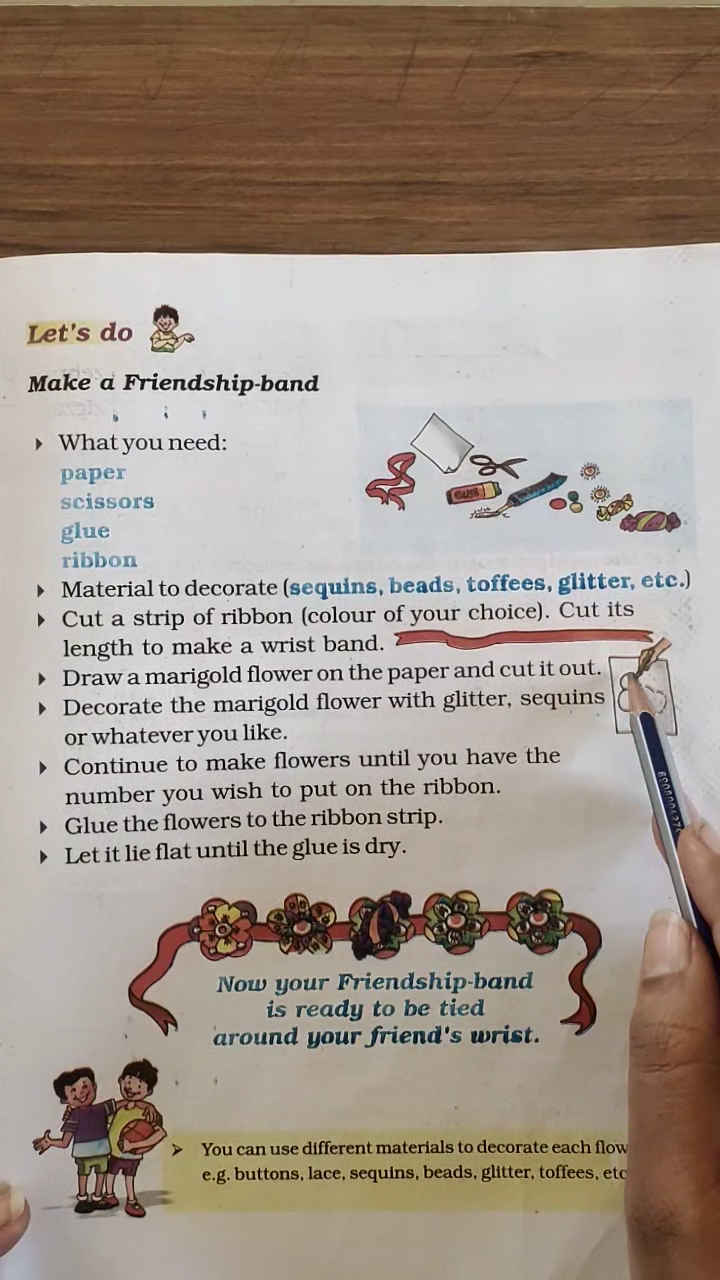 Let's do
Make a Friendship-band
What you need:
paper
scissors
glue
ribbon
Material to decorate (sequins, beads, toffees, glitter, etc.)
Cut a strip of ribbon (colour of your choice). Cut its
length to make a wrist band.
Draw a marigold flower on the paper and cut it out.
Decorate the marigold flower with glitter, sequins
or whatever you like.
Continue to make flowers until you have the
number you wish to put on the ribbon.
Glue the flowers to the ribbon strip.
Let it lie flat until the glue is dry.
Now your Friendship-band
is ready to be tied
around your friend's wrist.
You can use different materials to decorate each flow
e.g. buttons, lace, sequins, beads, glitter, toffees, etc